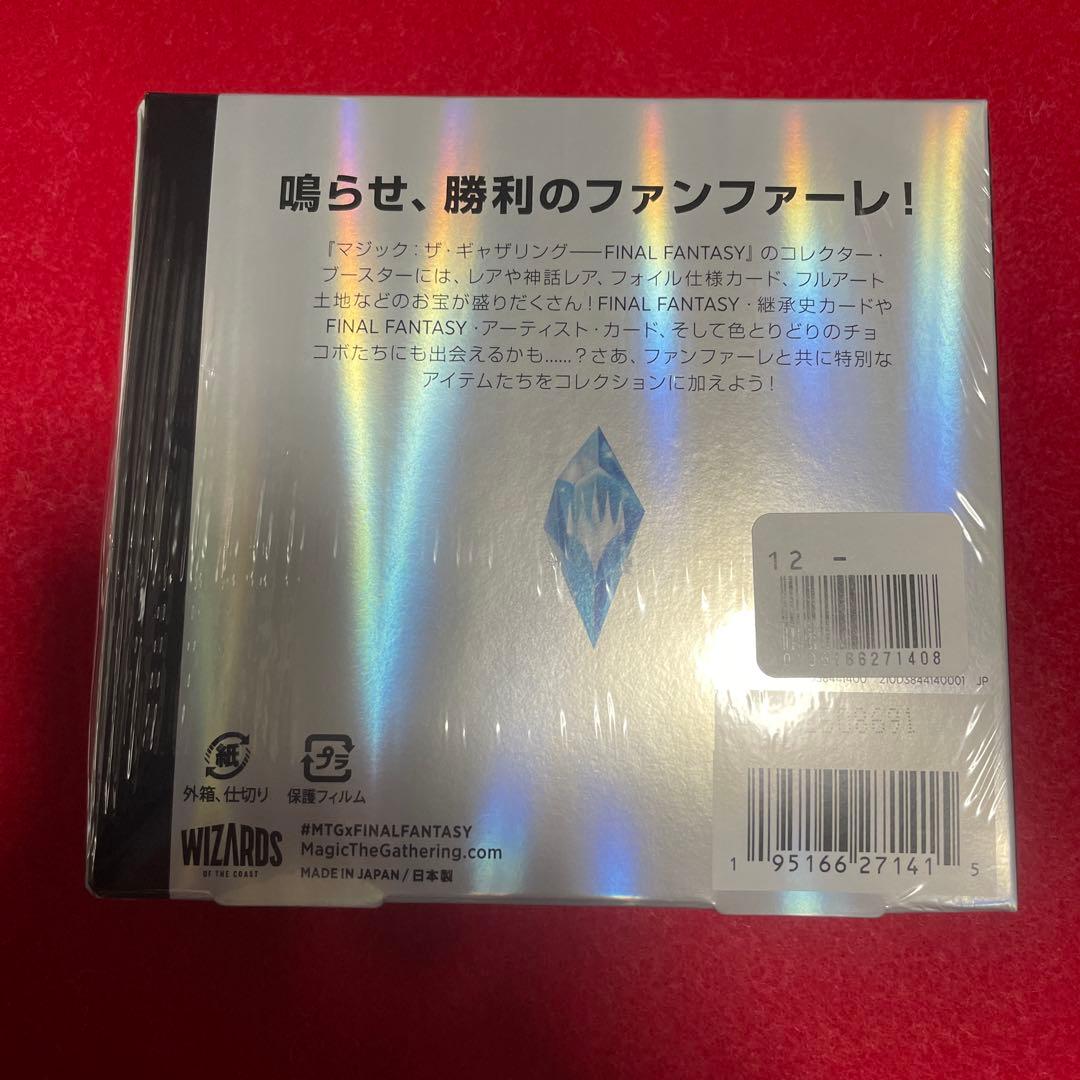 鳴らせ、勝利のファンファーレ!
『マジック:ザ・ギャザリング——FINAL FANTASY』のコレクター・
ブースターには、レアや神話レア、フォイル仕様カード、フルアート
土地などのお宝が盛りだくさん!FINAL FANTASY・継承史カードや
FINAL FANTASY・アーティスト・カード、そして色とりどりのチョ
コボたちにも出会えるかも......?さあ、ファンファーレと共に特別な
アイテムたちをコレクションに加えよう!
12 -
66271408
210D3844140001 JP
紙
外箱、仕切り
プラ
保護フィルム
WIZARDS
OF THE COAST
#MTGxFINALFANTASY
MagicTheGathering.com
MADE IN JAPAN / 日本製
1 95166 27141 5